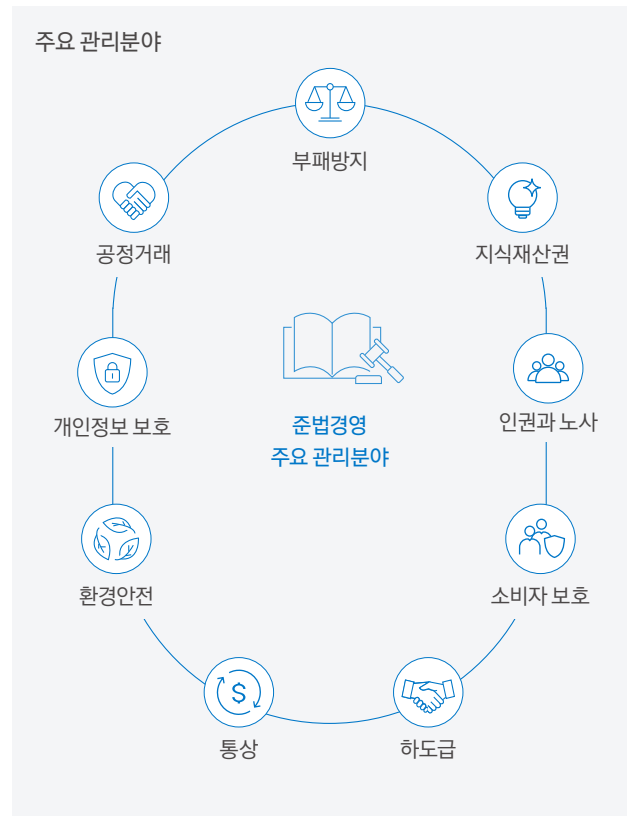 주요 관리분야
부패방지
공정거래
지식재산권
개인정보 보호
준법경영
주요 관리분야
인권과 노사
환경안전
소비자 보호
$
통상
하도급